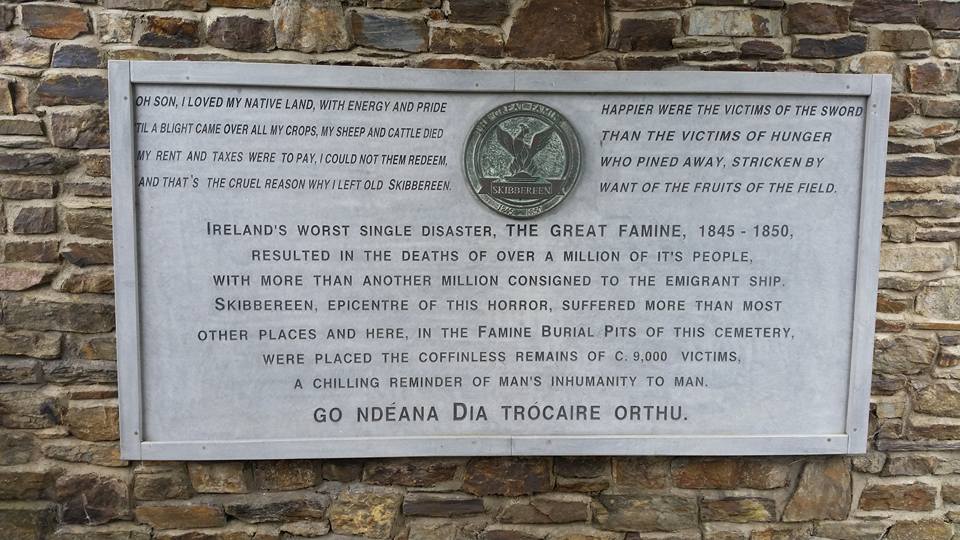 OH SON, I LOVED MY NATIVE LAND, WITH ENERGY AND PRIDE
'TIL A BLIGHT CAME OVER ALL MY CROPS, MY SHEEP AND CATTLE DIED
MY RENT AND TAXES WERE TO PAY, I COULD NOT THEM REDEEM,
AND THAT'S THE CRUEL REASON WHY I LEFT OLD SKIBBEREEN.
THE GREAT FAMINE
SKIBBEREEN
1845 - 1850
HAPPIER WERE THE VICTIMS OF THE SWORD
THAN THE VICTIMS OF HUNGER
WHO PINED AWAY, STRICKEN BY
WANT OF THE FRUITS OF THE FIELD.
IRELAND'S WORST SINGLE DISASTER, THE GREAT FAMINE, 1845 - 1850,
RESULTED IN THE DEATHS OF OVER A MILLION OF IT'S PEOPLE,
WITH MORE THAN ANOTHER MILLION CONSIGNED TO THE EMIGRANT SHIP.
SKIBBEREEN, EPICENTRE OF THIS HORROR, SUFFERED MORE THAN MOST
OTHER PLACES AND HERE, IN THE FAMINE BURIAL PITS OF THIS CEMETERY,
WERE PLACED THE COFFINLESS REMAINS OF C. 9,000 VICTIMS,
A CHILLING REMINDER OF MAN'S INHUMANITY TO MAN.
GO NDÉANA DIA TRÓCAIRE ORTHU.